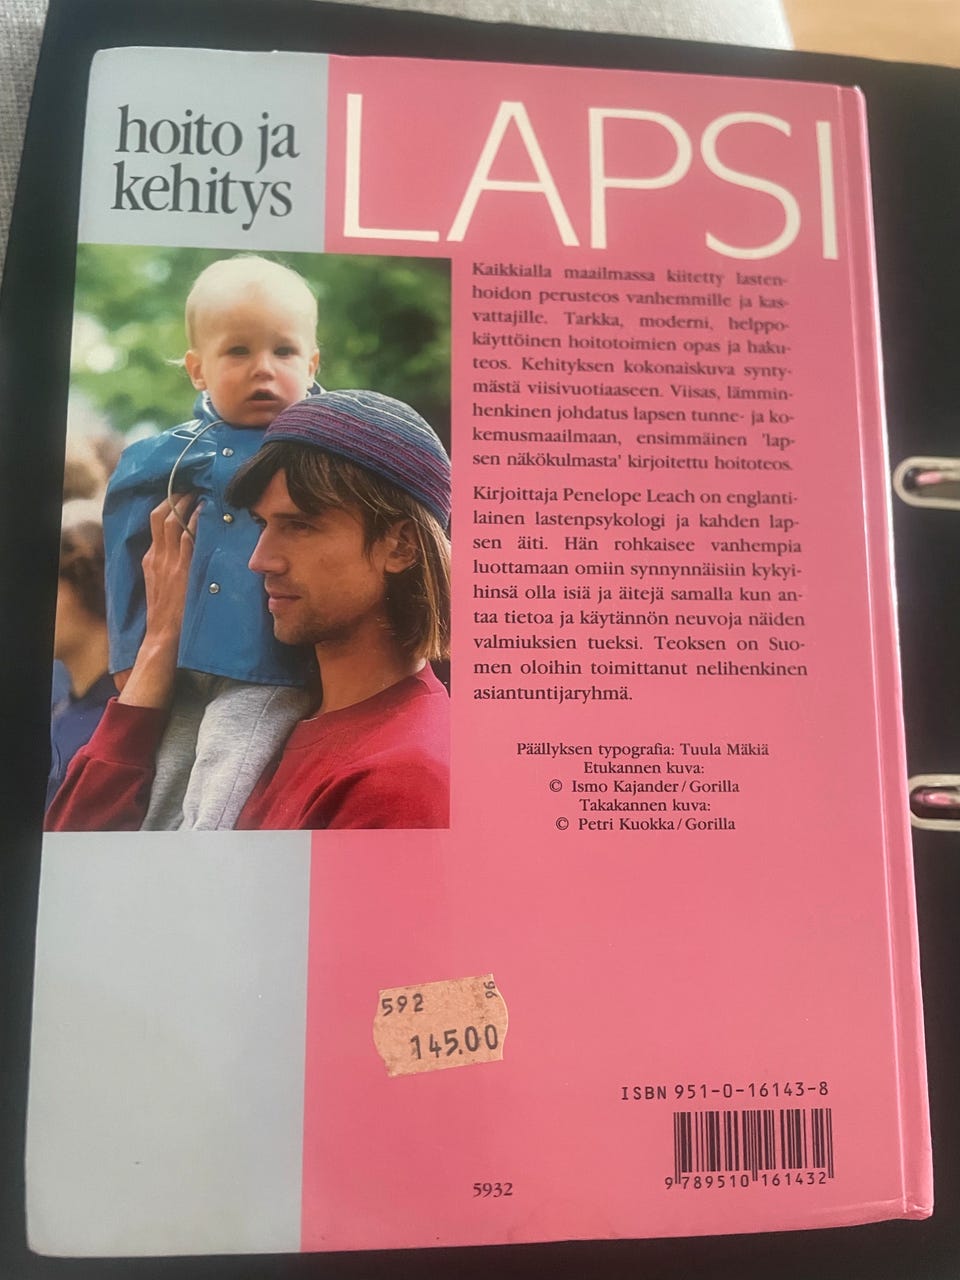 hoito ja
kehitys
LAPSI
Kaikkialla maailmassa kiitetty lasten-
hoidon perusteos vanhemmille ja kas-
vattajille. Tarkka, moderni, helppo-
käyttöinen hoitotoimien opas ja haku-
teos. Kehityksen kokonaiskuva synty-
mästä viisivuotiaaseen. Viisas, lämmin-
henkinen johdatus lapsen tunne- ja ko-
kemusmaailmaan, ensimmäinen 'lap-
sen näkökulmasta' kirjoitettu hoitoteos.
Kirjoittaja Penelope Leach on englanti-
lainen lastenpsykologi ja kahden lap-
sen äiti. Hän rohkaisee vanhempia
luottamaan omiin synnynnäisiin kykyi-
hinsä olla isiä ja äitejä samalla kun an-
taa tietoa ja käytännön neuvoja näiden
valmiuksien tueksi. Teoksen on Suo-
men oloihin toimittanut nelihenkinen
asiantuntijaryhmä.
Päällyksen typografia: Tuula Mäkiä
Etukannen kuva:
© Ismo Kajander/Gorilla
Takakannen kuva:
© Petri Kuokka/Gorilla
592 96
145.00
ISBN 951-0-16143-8
9 789510 161432
5932